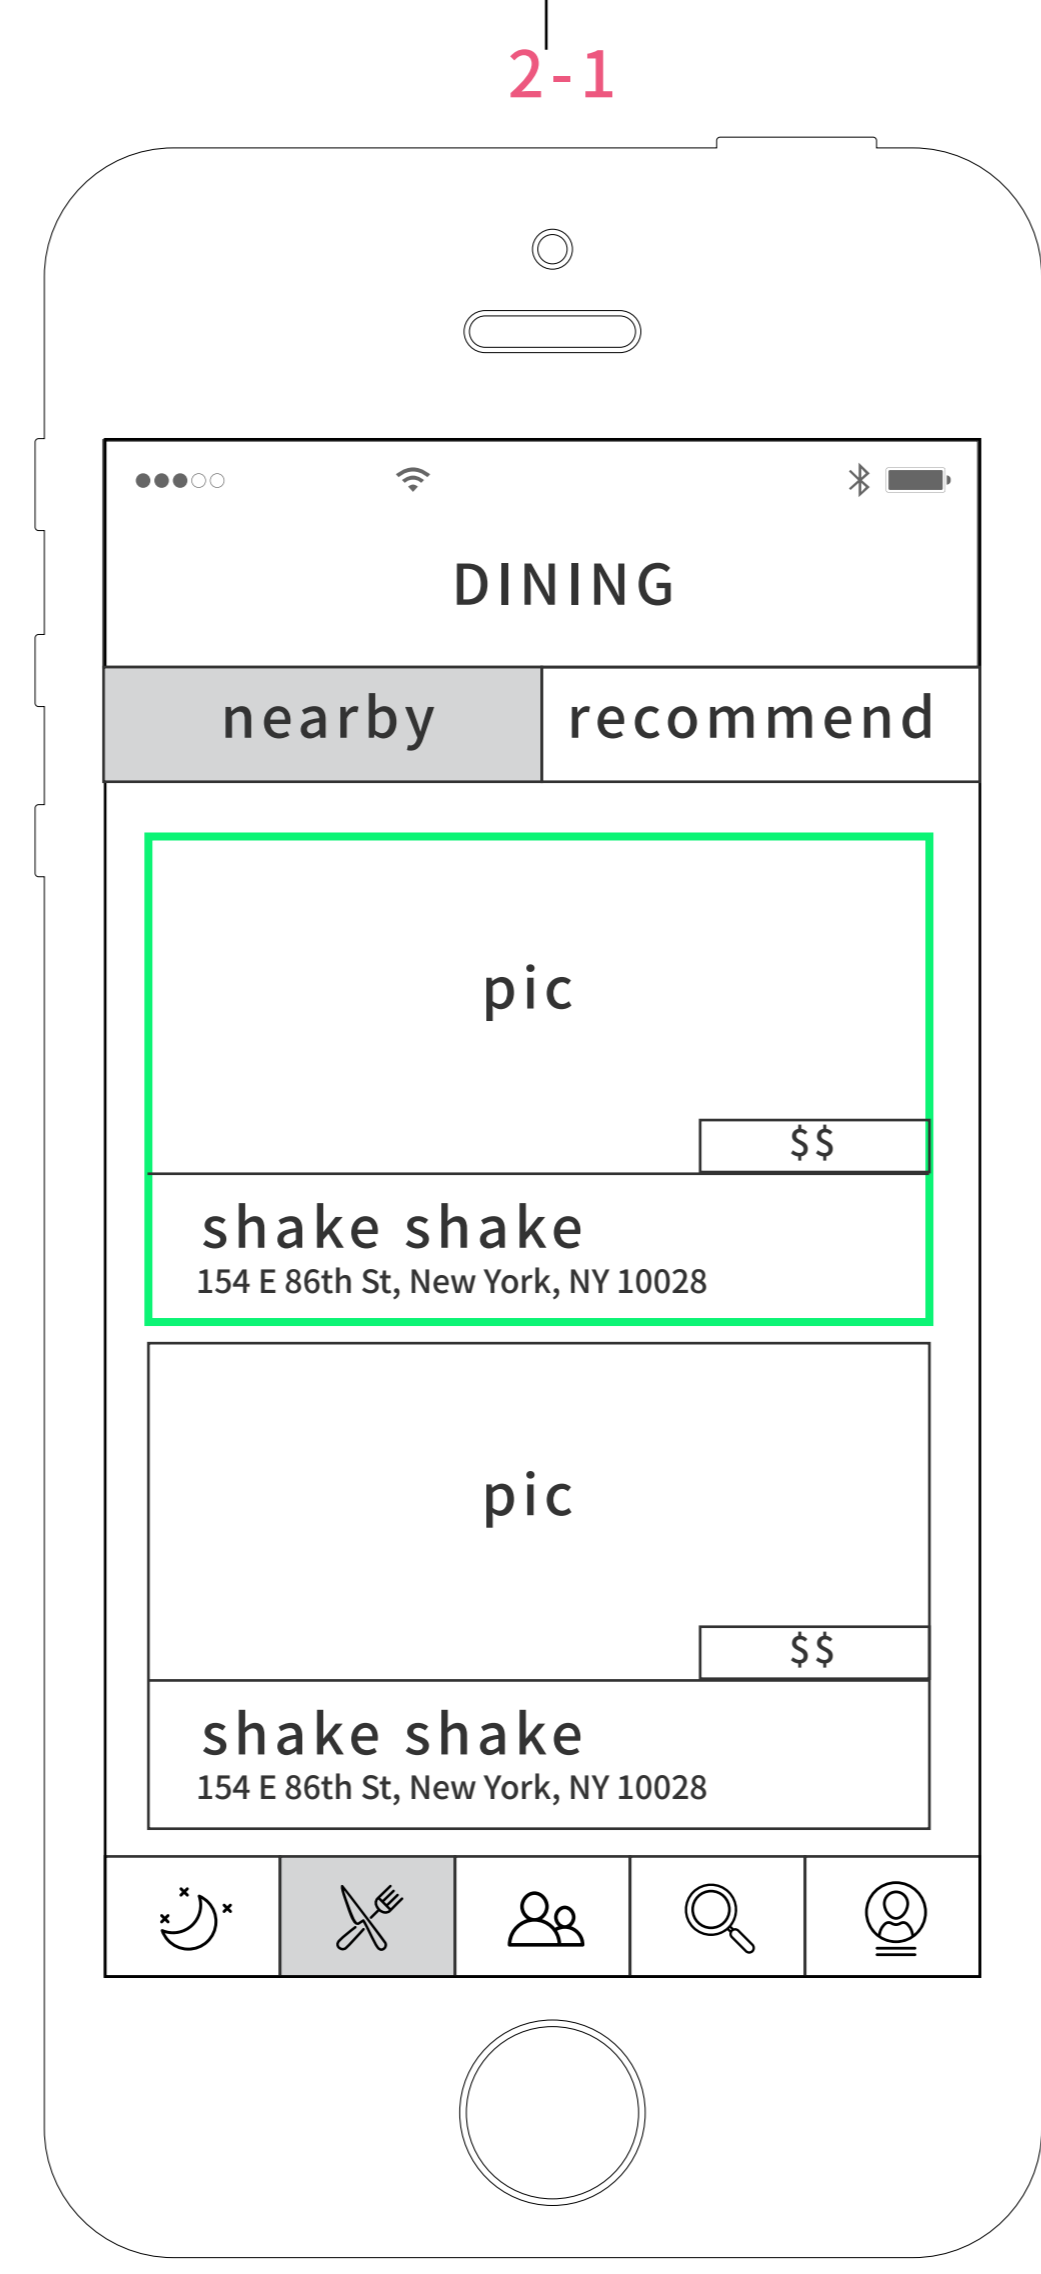 2-1
DINING
nearby recommend
pic
$$
shake shake
154 E 86th St, New York, NY 10028
pic
$$
shake shake
154 E 86th St, New York, NY 10028